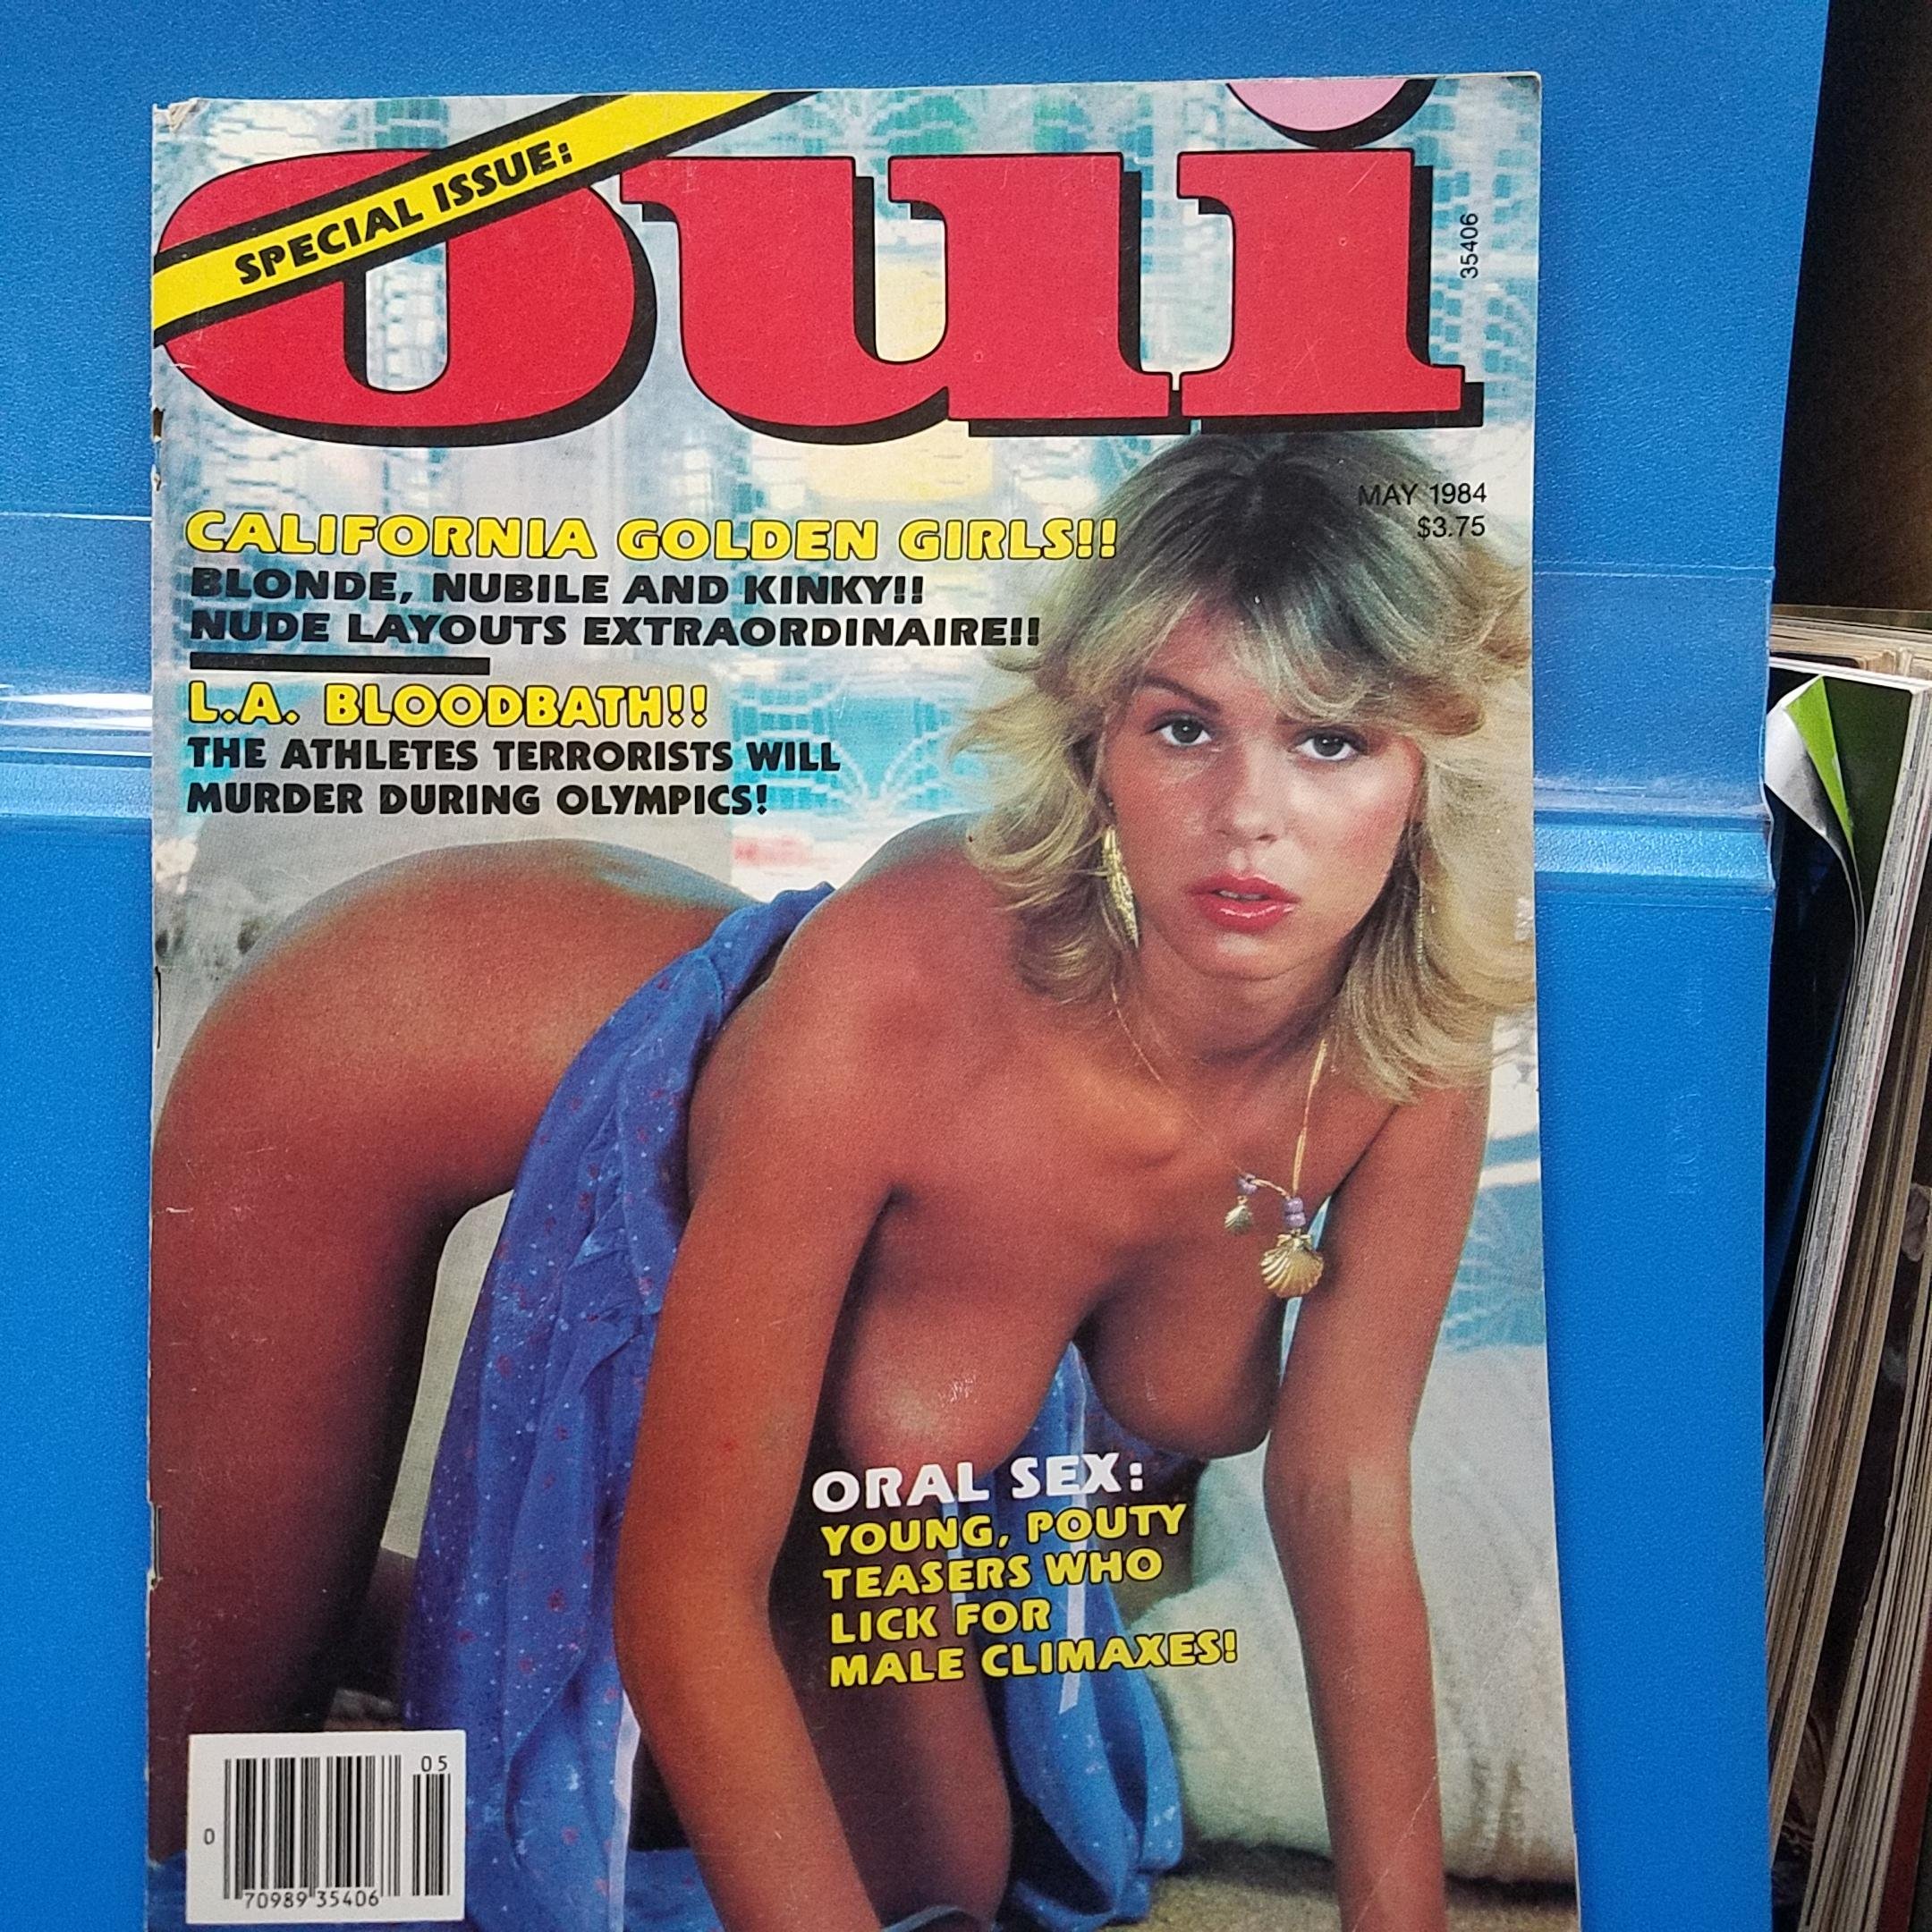 SPECIAL ISSUE:
oui
35406
MAY 1984
$3.75
CALIFORNIA GOLDEN GIRLS!!
BLONDE, NUBILE AND KINKY!!
NUDE LAYOUTS EXTRAORDINAIRE!!
L.A. BLOODBATH!!
THE ATHLETES TERRORISTS WILL
MURDER DURING OLYMPICS!
ORAL SEX:
YOUNG, POUTY
TEASERS WHO
LICK FOR
MALE CLIMAXES!
05
0
70989 35406